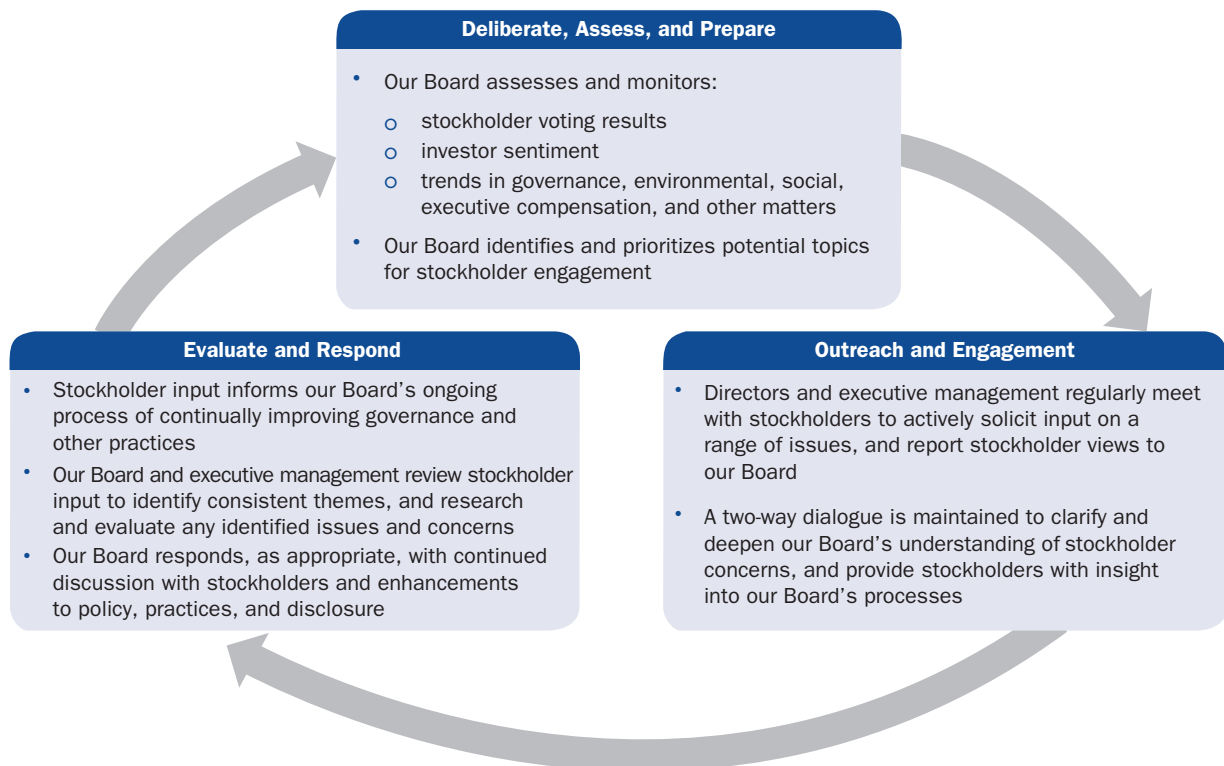 Deliberate, Assess, and Prepare
• Our Board assesses and monitors:
o stockholder voting results
o investor sentiment
o trends in governance, environmental, social,
executive compensation, and other matters
• Our Board identifies and prioritizes potential topics
for stockholder engagement
Evaluate and Respond
• Stockholder input informs our Board's ongoing
process of continually improving governance and
other practices
• Our Board and executive management review stockholder
input to identify consistent themes, and research
and evaluate any identified issues and concerns
• Our Board responds, as appropriate, with continued
discussion with stockholders and enhancements
to policy, practices, and disclosure
Outreach and Engagement
• Directors and executive management regularly meet
with stockholders to actively solicit input on a
range of issues, and report stockholder views to
our Board
• A two-way dialogue is maintained to clarify and
deepen our Board's understanding of stockholder
concerns, and provide stockholders with insight
into our Board's processes